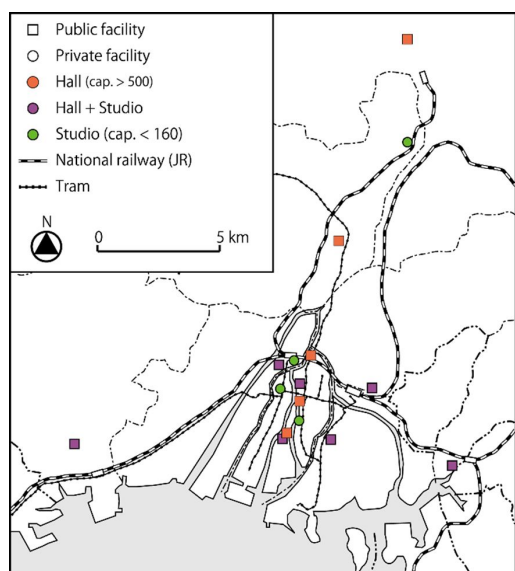 Public facility
Private facility
Hall (cap. > 500)
Hall + Studio
Studio (cap. < 160)
National railway (JR)
Tram
N
0 5 km